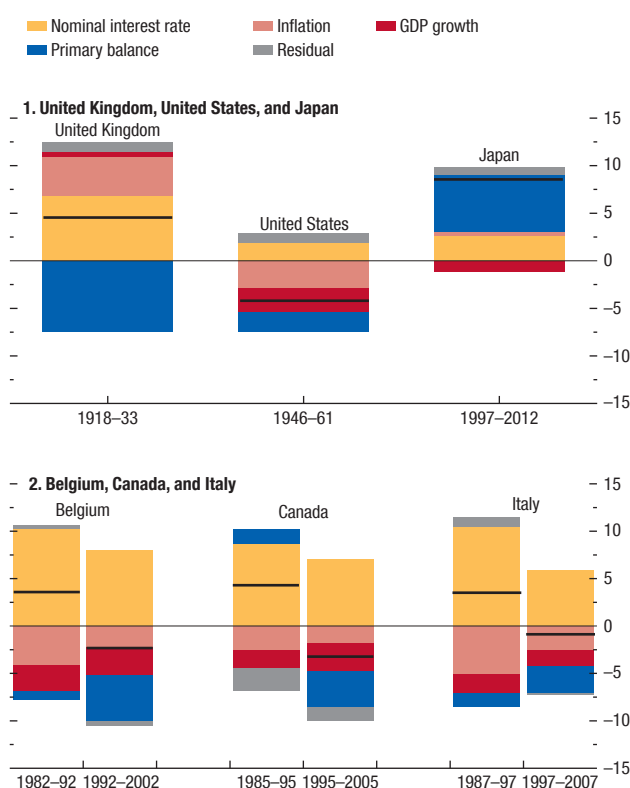 Nominal interest rate Inflation GDP growth
Primary balance Residual
1. United Kingdom, United States, and Japan
15
United Kingdom
Japan
10
5
United States
0
–5
–10
–15
1918–33 1946–61 1997–2012
2. Belgium, Canada, and Italy
15
Belgium Canada Italy
10
5
0
–5
–10
–15
1982–92 1992–2002 1985–95 1995–2005 1987–97 1997–2007